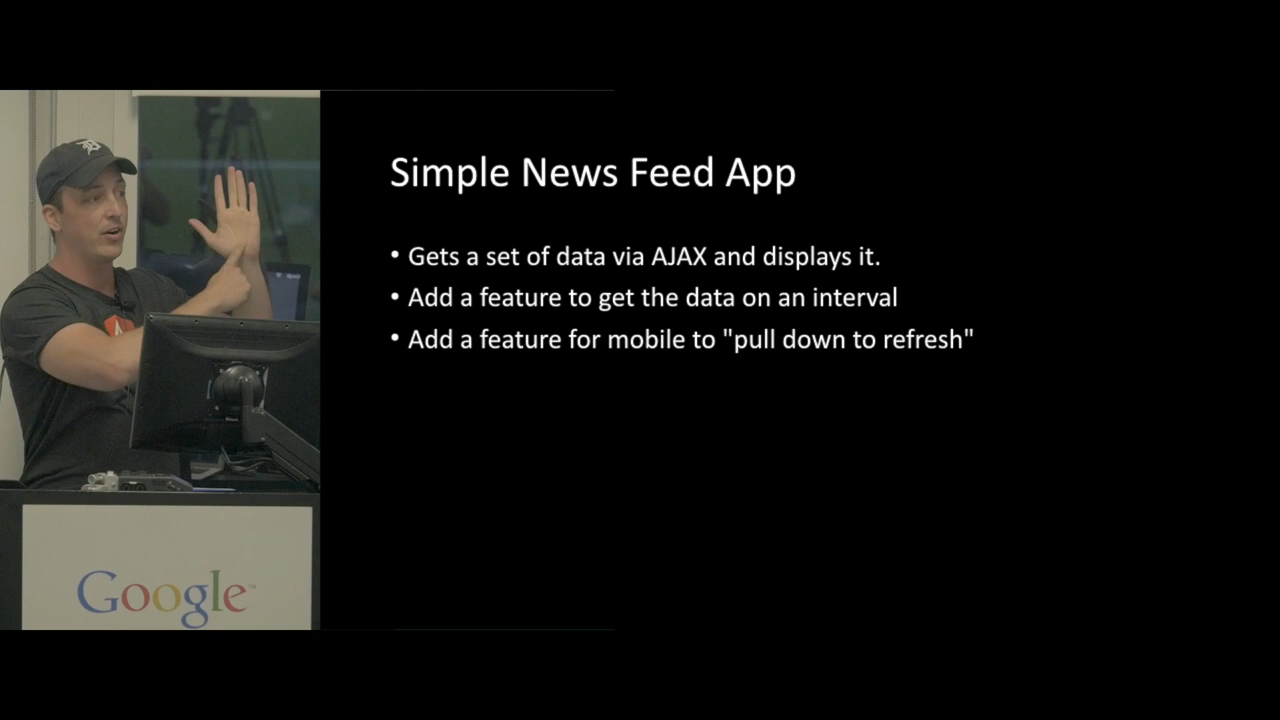 Simple News Feed App
• Gets a set of data via AJAX and displays it.
• Add a feature to get the data on an interval
• Add a feature for mobile to "pull down to refresh"
Google™